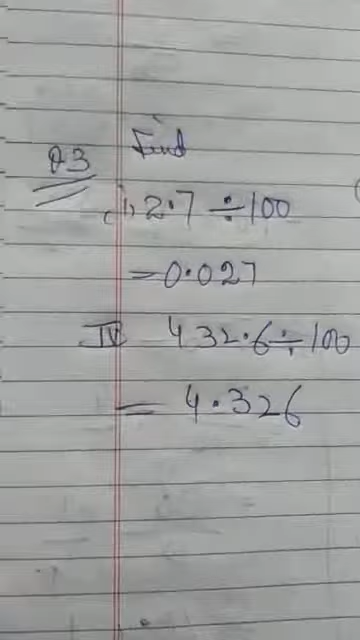 Q3 Find
(i) 2.7 ÷ 100
= 0.027
IV 432.6 ÷ 100
= 4.326